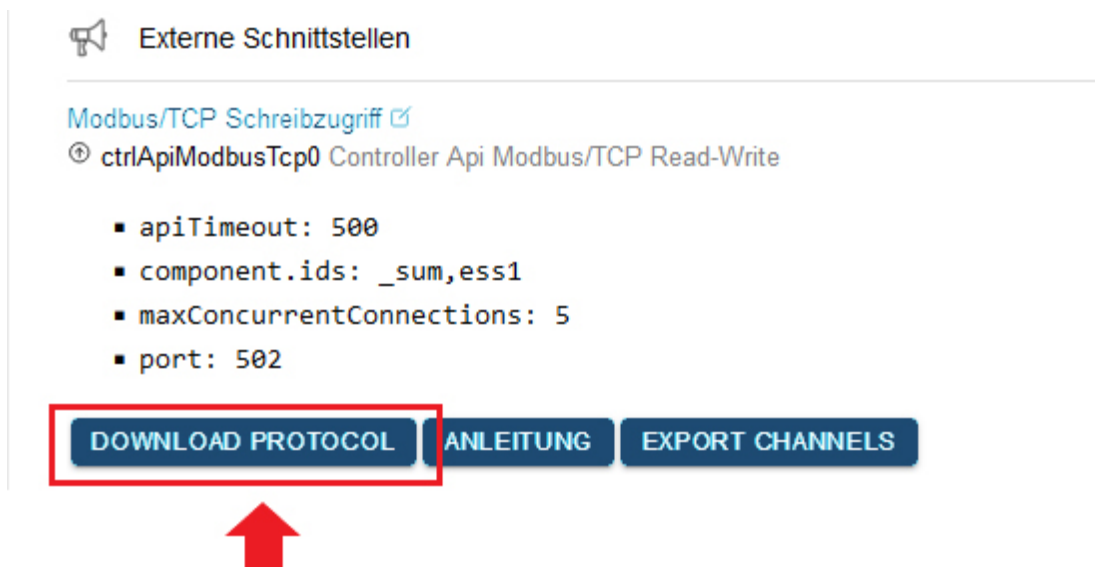 Externe Schnittstellen
Modbus/TCP Schreibzugriff
ctrlApiModbusTcp0 Controller Api Modbus/TCP Read-Write
▪ apiTimeout: 500
▪ component.ids: _sum,ess1
▪ maxConcurrentConnections: 5
▪ port: 502
DOWNLOAD PROTOCOL ANLEITUNG EXPORT CHANNELS